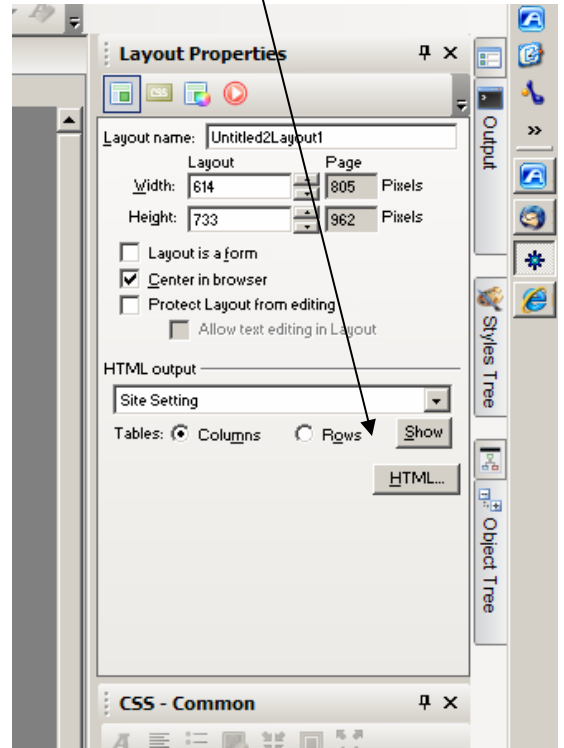 Layout Properties
CSS
Layout name: Untitled2Layout1
Layout Page
Width: 614 805 Pixels
Height: 733 962 Pixels
Layout is a form
Center in browser
Protect Layout from editing
Allow text editing in Layout
HTML output
Site Setting
Tables: Columns Rows Show
HTML...
CSS - Common
A
Output
Styles Tree
Object Tree